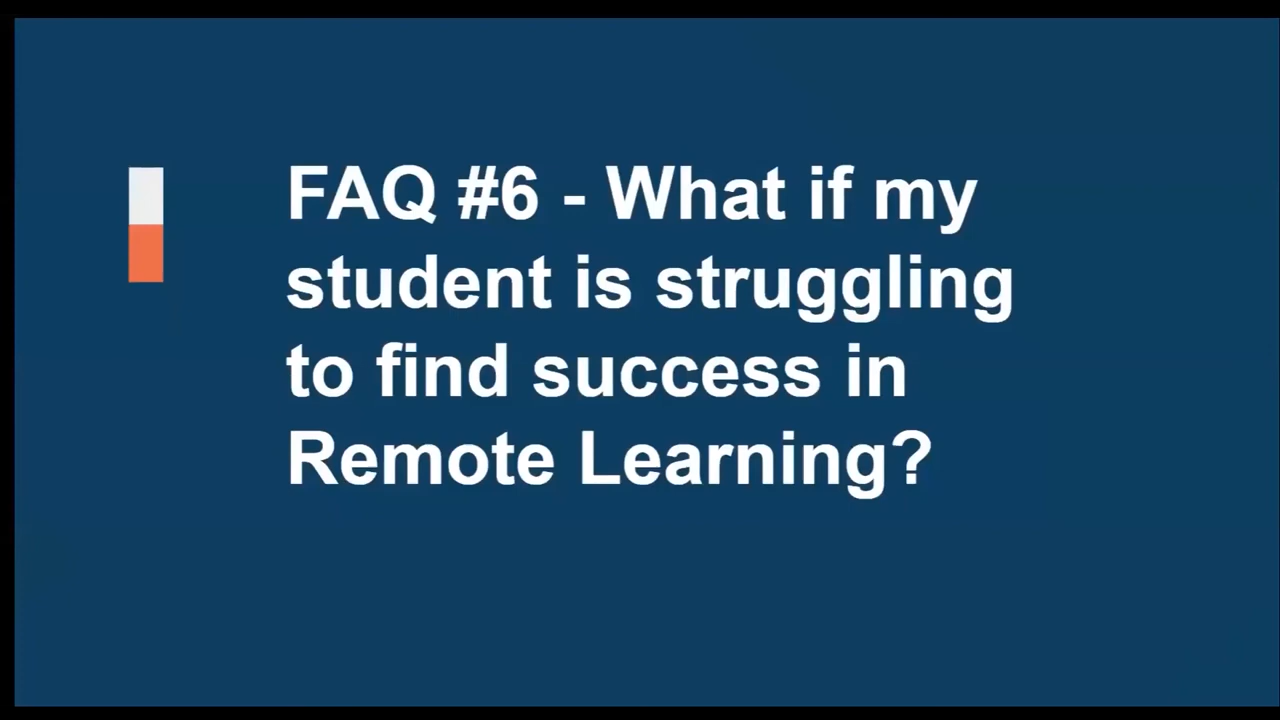 FAQ #6 - What if my
student is struggling
to find success in
Remote Learning?